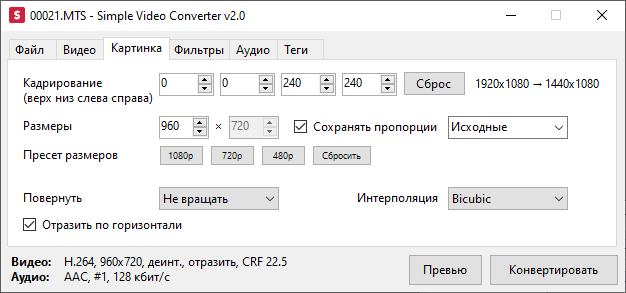 S 00021.MTS - Simple Video Converter v2.0
Файл Видео Картинка Фильтры Аудио Теги
Кадрирование 0 0 240 240 Сброс 1920x1080 → 1440x1080
(верх низ слева справа)
Размеры 960 × 720 Сохранять пропорции Исходные
Пресет размеров 1080p 720p 480p Сбросить
Повернуть Не вращать Интерполяция Bicubic
Отразить по горизонтали
Видео: H.264, 960x720, деинт., отразить, CRF 22.5
Аудио: AAC, #1, 128 кбит/с
Превью Конвертировать